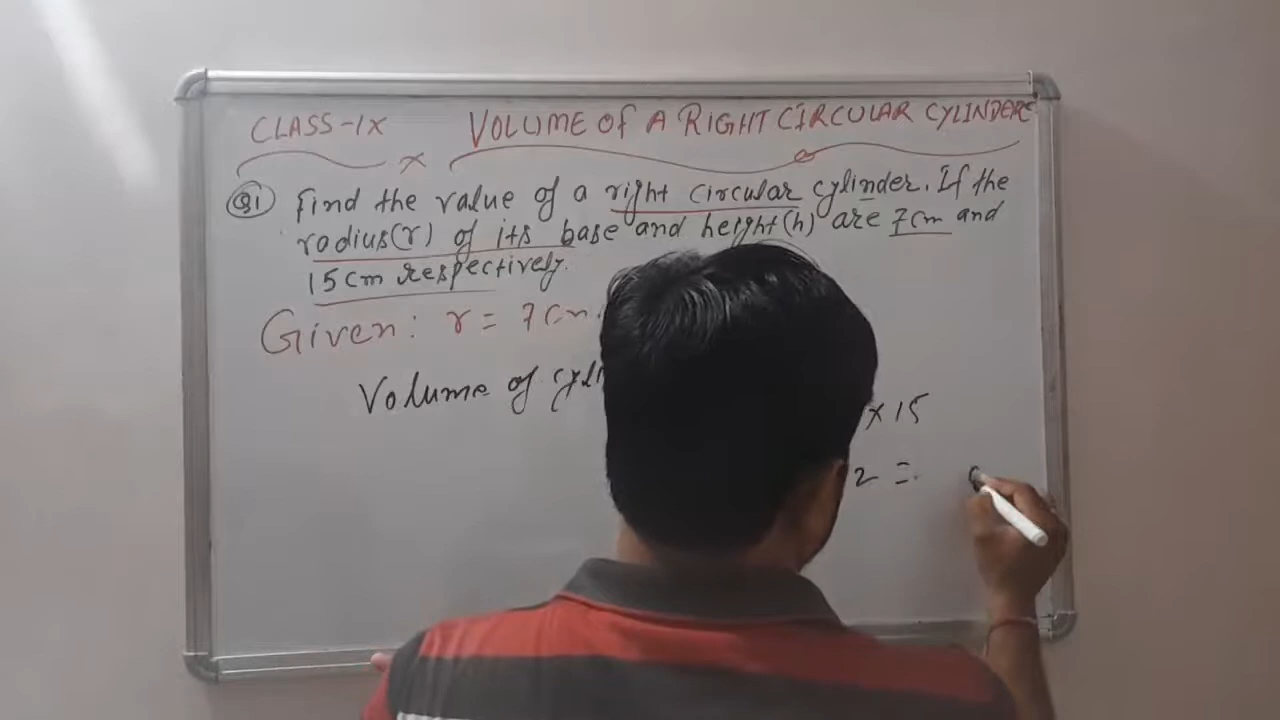 CLASS-IX VOLUME OF A RIGHT CIRCULAR CYLINDER
Q1 Find the value of a right circular cylinder. If the
radius(r) of its base and height(h) are 7cm and
15cm respectively.
Given: r = 7cm
Volume of
× 15
2 =